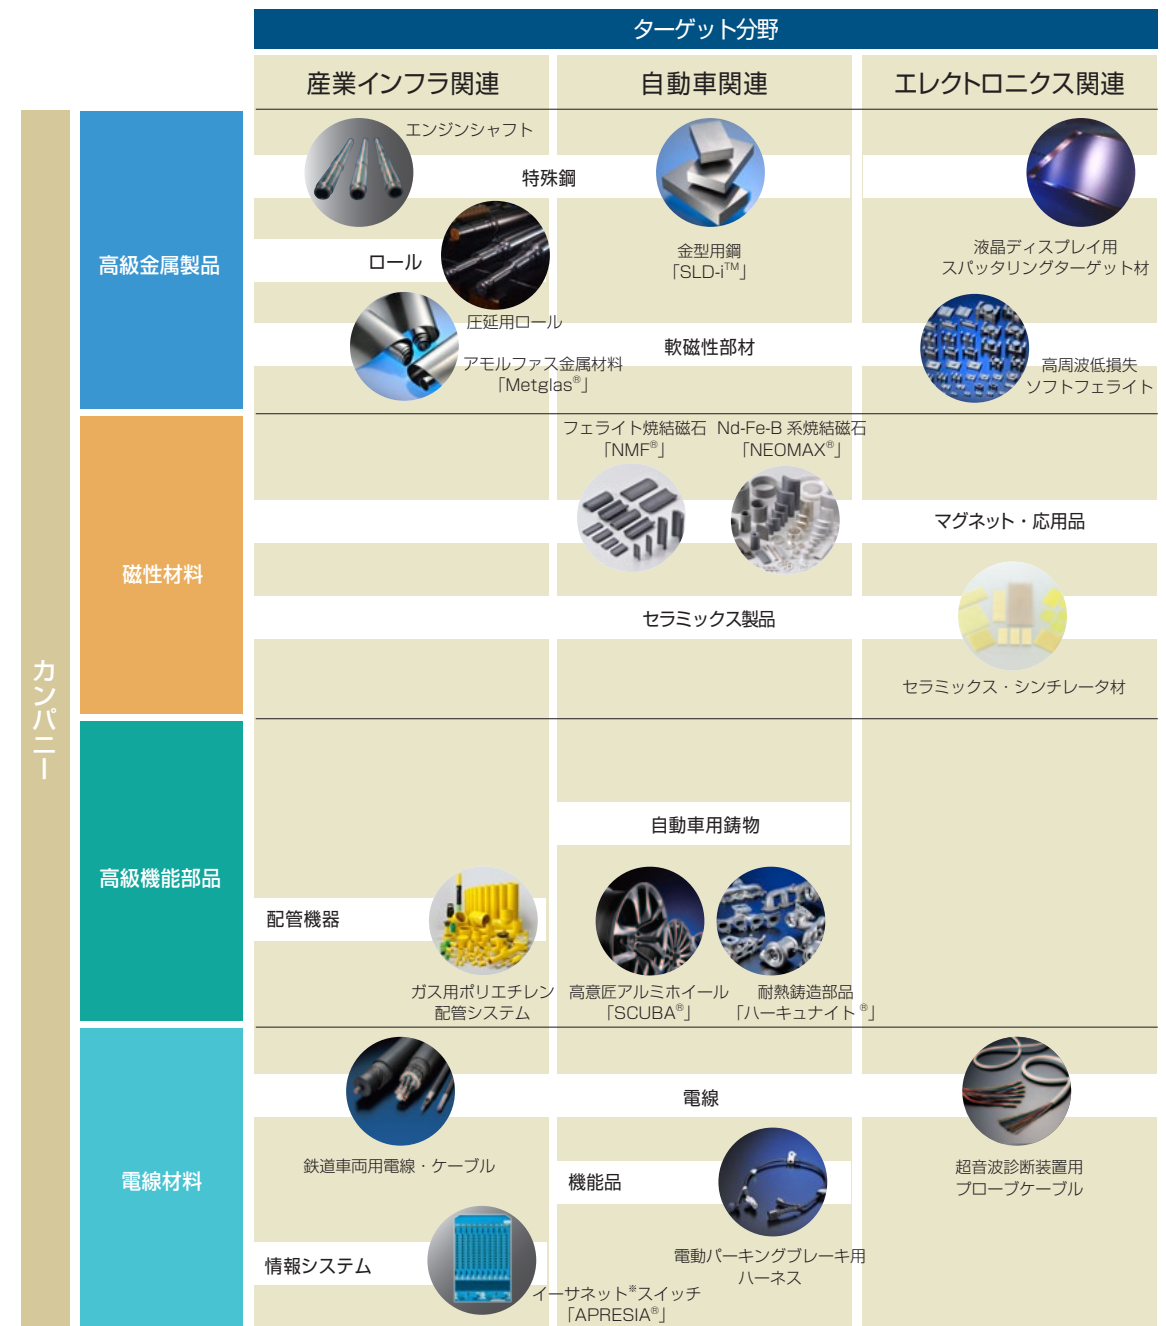 ターゲット分野
産業インフラ関連
自動車関連
エレクトロニクス関連
カンパニー
高級金属製品
エンジンシャフト
特殊鋼
ロール
圧延用ロール
アモルファス金属材料
「Metglas®」
金型用鋼
「SLD-i™」
軟磁性部材
液晶ディスプレイ用
スパッタリングターゲット材
高周波低損失
ソフトフェライト
磁性材料
フェライト焼結磁石
「NMF®」
Nd-Fe-B 系焼結磁石
「NEOMAX®」
マグネット・応用品
セラミックス製品
セラミックス・シンチレータ材
高級機能部品
自動車用鋳物
配管機器
ガス用ポリエチレン
配管システム
高意匠アルミホイール
「SCUBA®」
耐熱鋳造部品
「ハーキュナイト®」
電線材料
電線
鉄道車両用電線・ケーブル
機能品
超音波診断装置用
プローブケーブル
情報システム
電動パーキングブレーキ用
ハーネス
イーサネット※スイッチ
「APRESIA®」